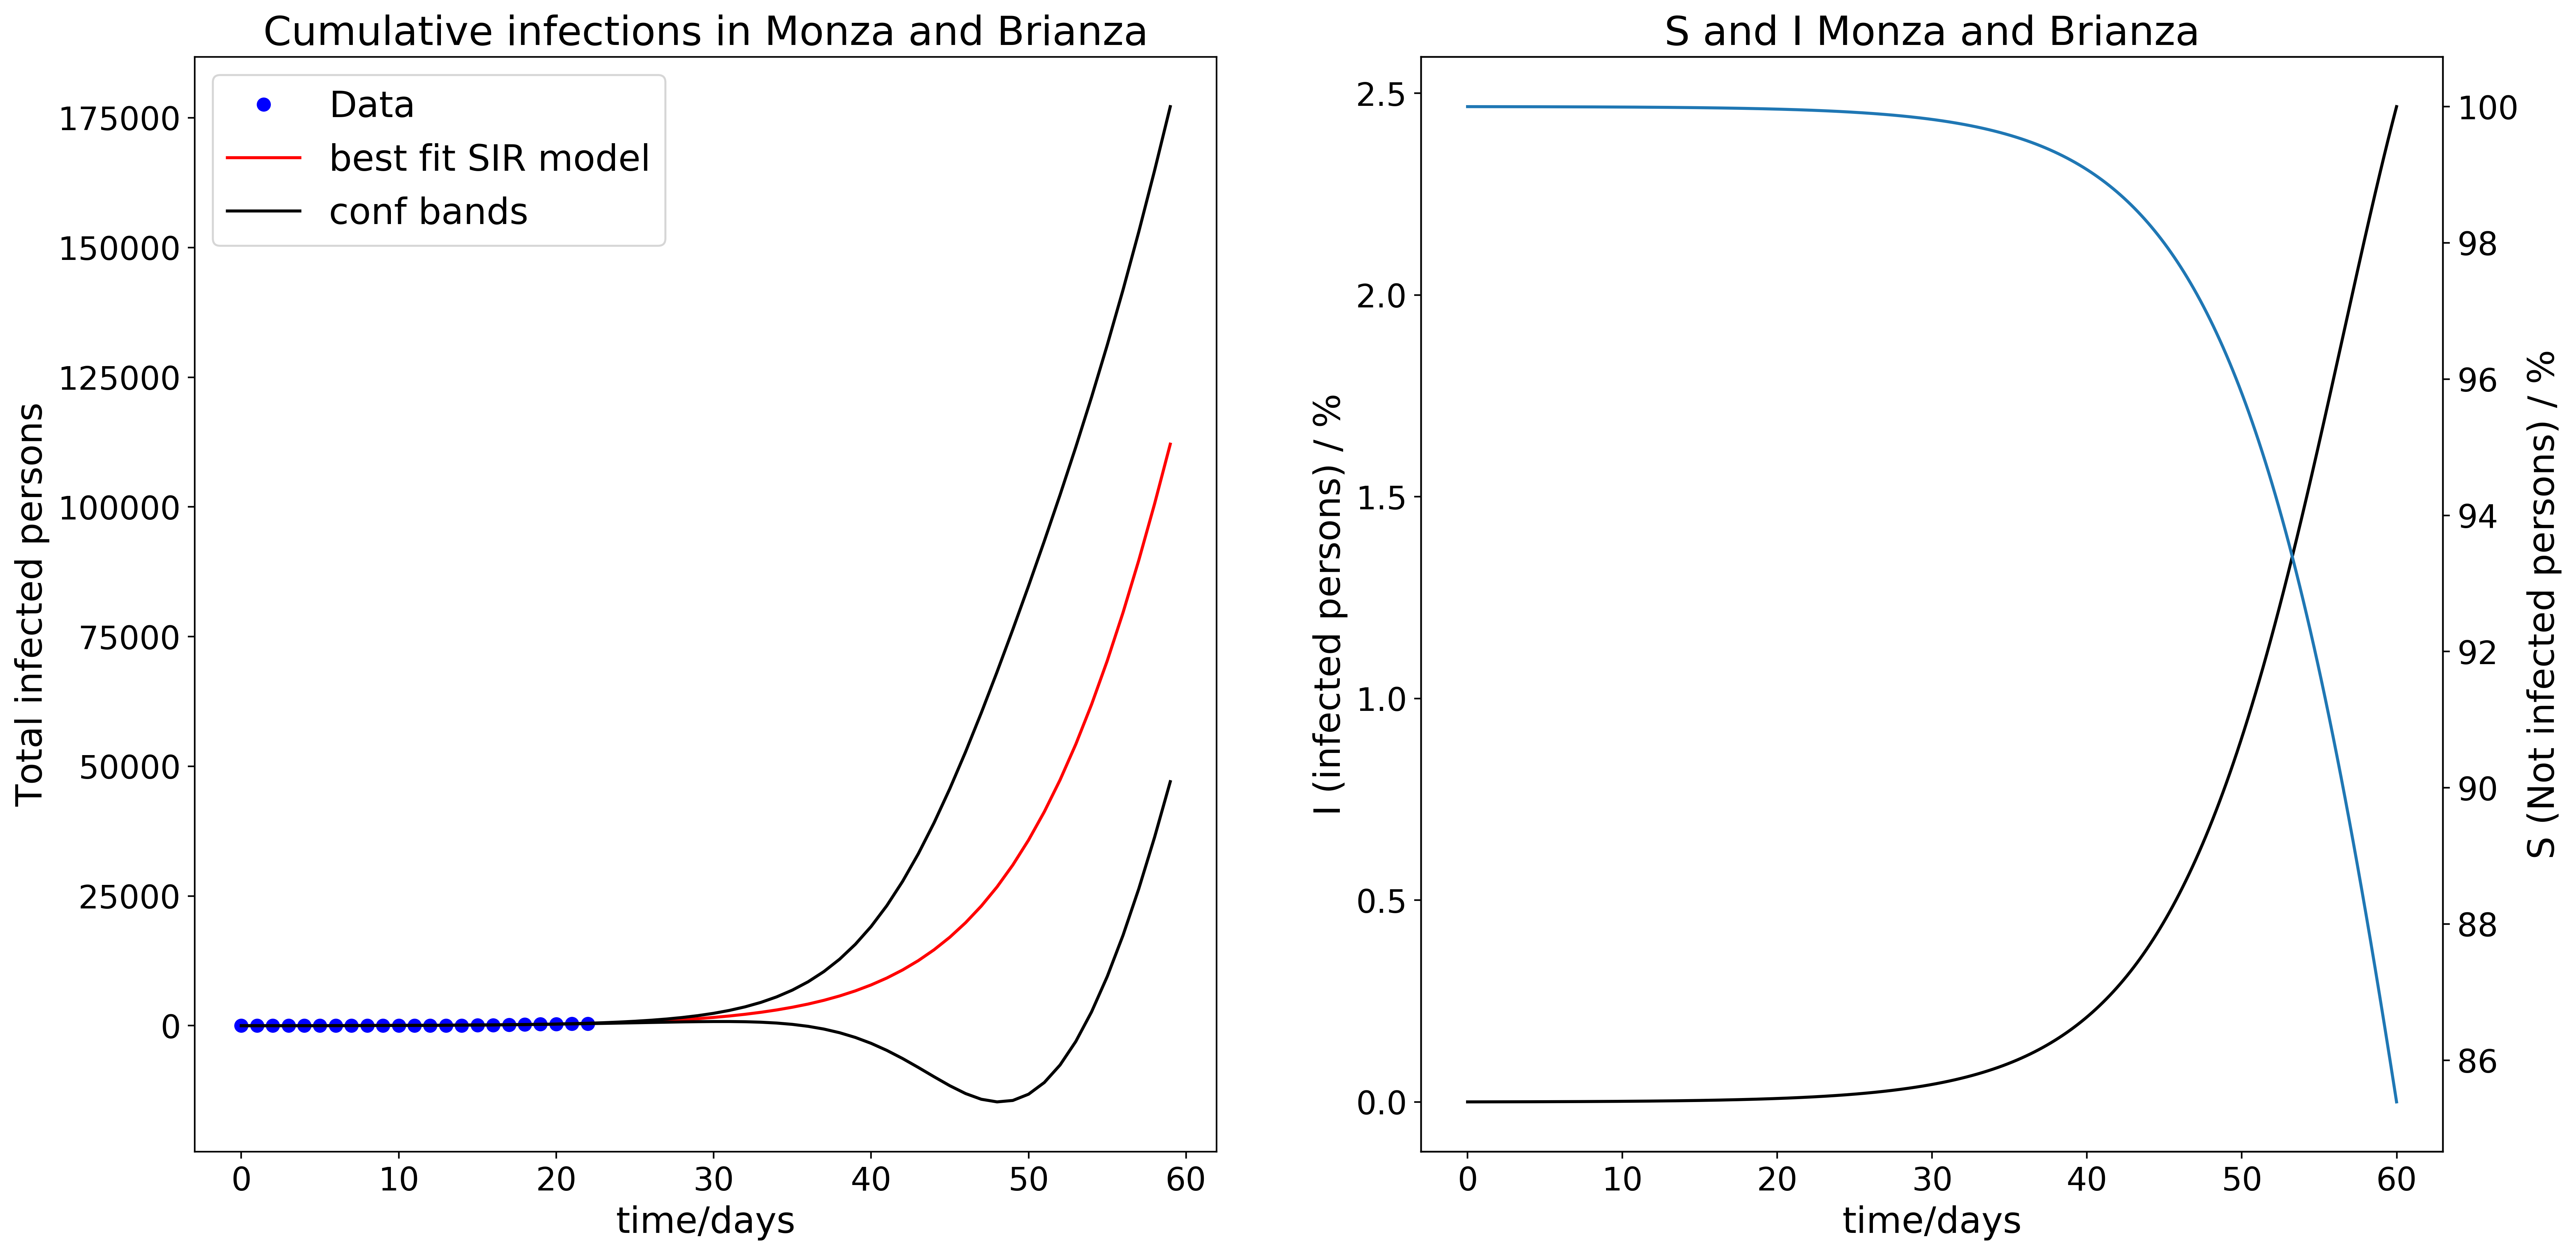 Cumulative infections in Monza and Brianza
Data
best fit SIR model
conf bands
Total infected persons
175000
150000
125000
100000
75000
50000
25000
0
0 10 20 30 40 50 60
time/days
S and I Monza and Brianza
I (infected persons) / %
2.5
2.0
1.5
1.0
0.5
0.0
0 10 20 30 40 50 60
time/days
100
98
96
94
92
90
88
86
S (Not infected persons) / %